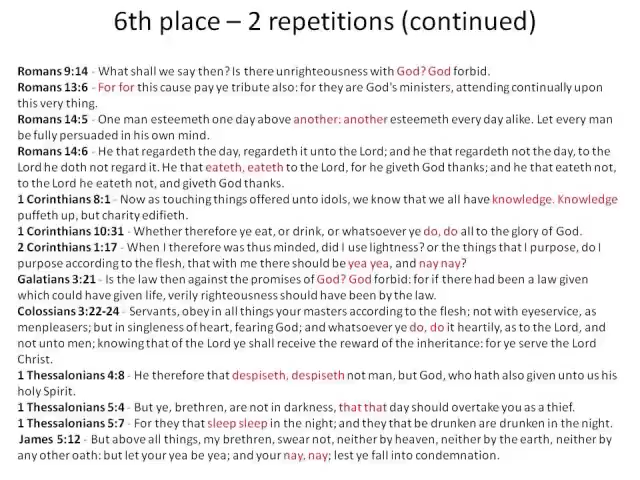 6th place – 2 repetitions (continued)
Romans 9:14 - What shall we say then? Is there unrighteousness with God? God forbid.
Romans 13:6 - For for this cause pay ye tribute also: for they are God's ministers, attending continually upon
this very thing.
Romans 14:5 - One man esteemeth one day above another: another esteemeth every day alike. Let every man
be fully persuaded in his own mind.
Romans 14:6 - He that regardeth the day, regardeth it unto the Lord; and he that regardeth not the day, to the
Lord he doth not regard it. He that eateth, eateth to the Lord, for he giveth God thanks; and he that eateth not,
to the Lord he eateth not, and giveth God thanks.
1 Corinthians 8:1 - Now as touching things offered unto idols, we know that we all have knowledge. Knowledge
puffeth up, but charity edifieth.
1 Corinthians 10:31 - Whether therefore ye eat, or drink, or whatsoever ye do, do all to the glory of God.
2 Corinthians 1:17 - When I therefore was thus minded, did I use lightness? or the things that I purpose, do I
purpose according to the flesh, that with me there should be yea yea, and nay nay?
Galatians 3:21 - Is the law then against the promises of God? God forbid: for if there had been a law given
which could have given life, verily righteousness should have been by the law.
Colossians 3:22-24 - Servants, obey in all things your masters according to the flesh; not with eyeservice, as
menpleasers; but in singleness of heart, fearing God; and whatsoever ye do, do it heartily, as to the Lord, and
not unto men; knowing that of the Lord ye shall receive the reward of the inheritance: for ye serve the Lord
Christ.
1 Thessalonians 4:8 - He therefore that despiseth, despiseth not man, but God, who hath also given unto us his
holy Spirit.
1 Thessalonians 5:4 - But ye, brethren, are not in darkness, that that day should overtake you as a thief.
1 Thessalonians 5:7 - For they that sleep sleep in the night; and they that be drunken are drunken in the night.
James 5:12 - But above all things, my brethren, swear not, neither by heaven, neither by the earth, neither by
any other oath: but let your yea be yea; and your nay, nay; lest ye fall into condemnation.